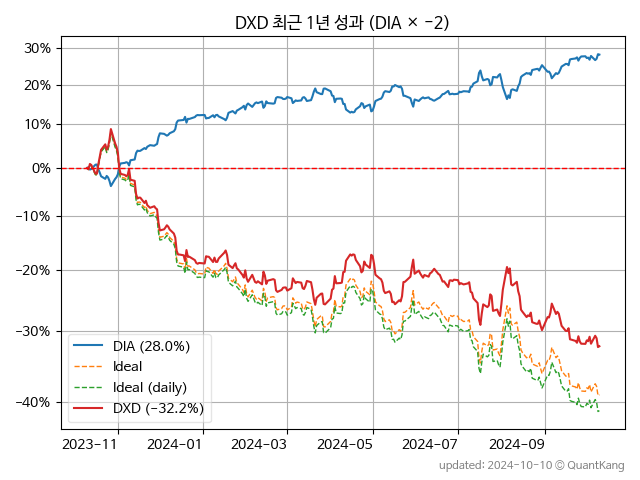 DXD 최근 1년 성과 (DIA × −2)
30%
20%
10%
0%
−10%
−20%
−30%
−40%
DIA (28.0%)
Ideal
Ideal (daily)
DXD (−32.2%)
2023−11
2024−01
2024−03
2024−05
2024−07
2024−09
updated: 2024-10-10 ⓒ QuantKang